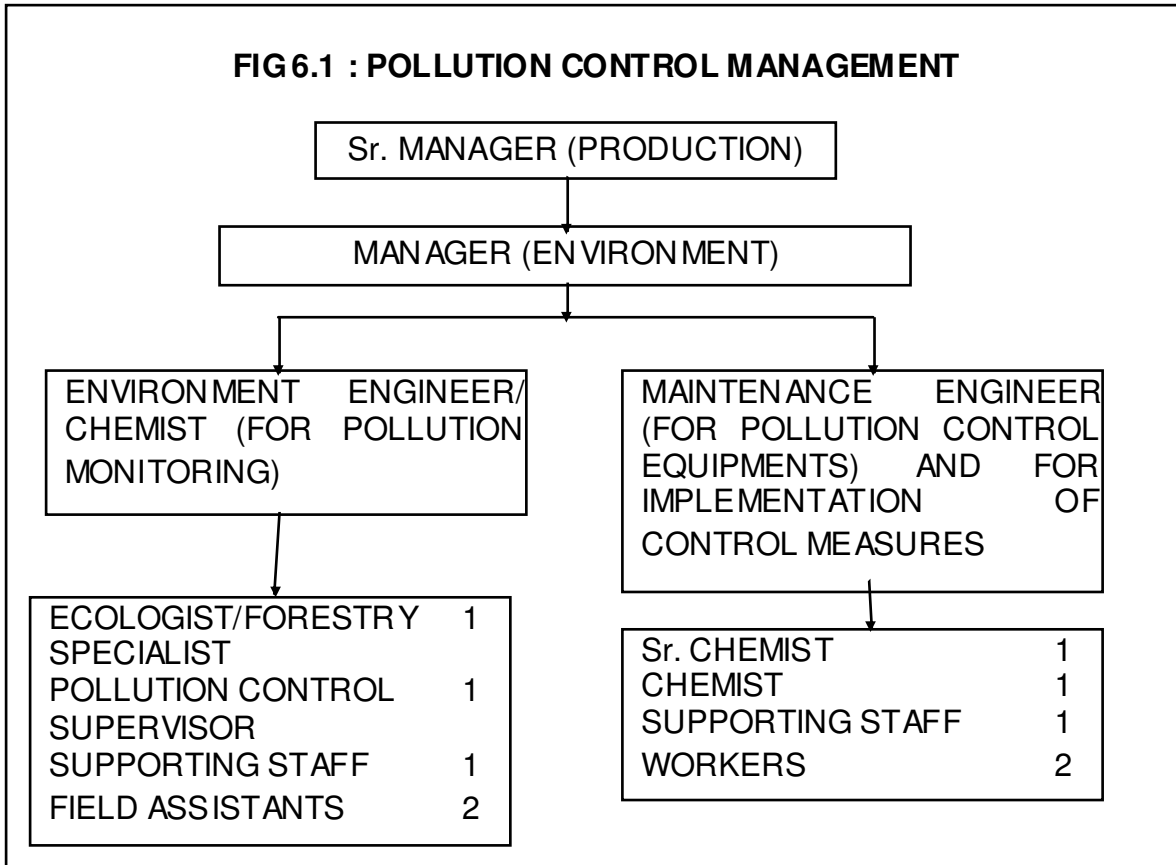 FIG 6.1 : POLLUTION CONTROL MANAGEMENT
Sr. MANAGER (PRODUCTION)
MANAGER (ENVIRONMENT)
ENVIRONMENT ENGINEER/
CHEMIST (FOR POLLUTION
MONITORING)
MAINTENANCE ENGINEER
(FOR POLLUTION CONTROL
EQUIPMENTS) AND FOR
IMPLEMENTATION OF
CONTROL MEASURES
ECOLOGIST/FORESTRY 1
SPECIALIST
POLLUTION CONTROL 1
SUPERVISOR
SUPPORTING STAFF 1
FIELD ASSISTANTS 2
Sr. CHEMIST 1
CHEMIST 1
SUPPORTING STAFF 1
WORKERS 2